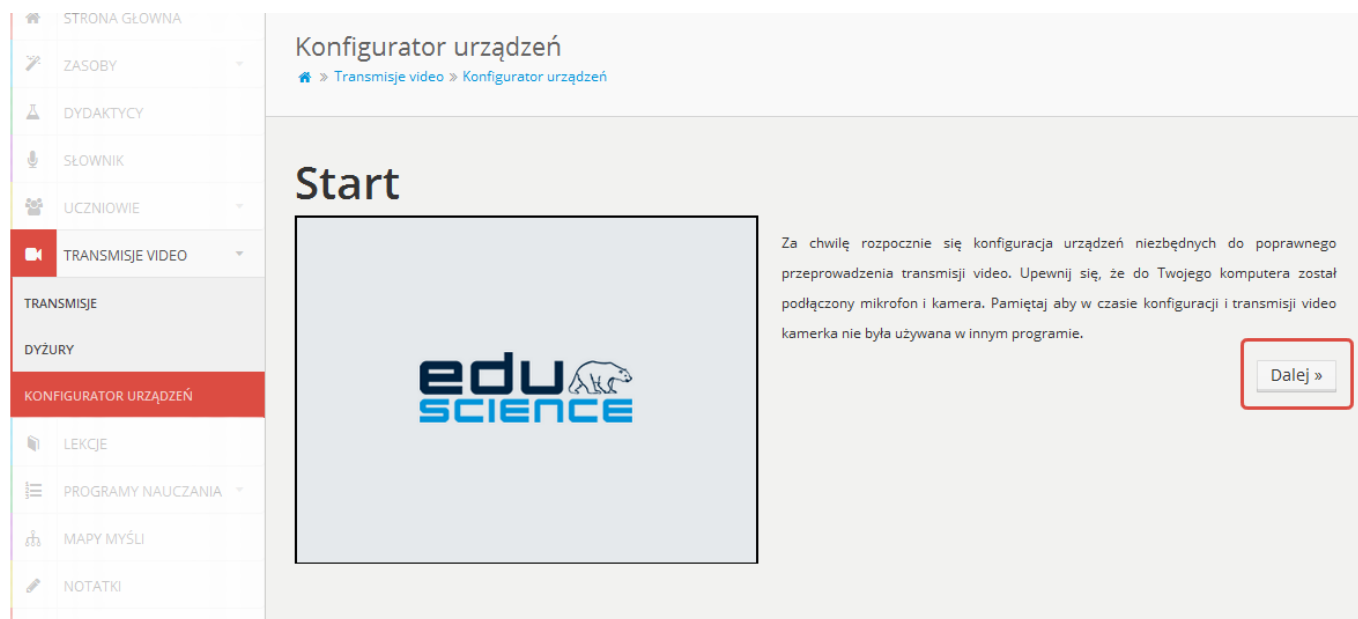 STRONA GŁÓWNA
ZASOBY
DYDAKTYCY
SŁOWNIK
UCZNIOWIE
TRANSMISJE VIDEO
TRANSMISJE
DYŻURY
KONFIGURATOR URZĄDZEŃ
LEKCJE
PROGRAMY NAUCZANIA
MAPY MYŚLI
NOTATKI
Konfigurator urządzeń
» Transmisje video » Konfigurator urządzeń
Start
edu
science
Za chwilę rozpocznie się konfiguracja urządzeń niezbędnych do poprawnego
przeprowadzenia transmisji video. Upewnij się, że do Twojego komputera został
podłączony mikrofon i kamera. Pamiętaj aby w czasie konfiguracji i transmisji video
kamerka nie była używana w innym programie.
Dalej »